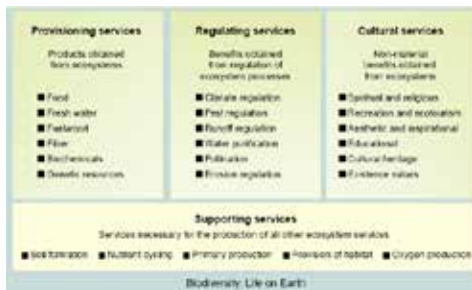 Provisioning services
Products obtained
from ecosystems
Food
Fresh water
Fuelwood
Fiber
Biochemicals
Genetic resources
Regulating services
Benefits obtained
from regulation of
ecosystem processes
Climate regulation
Pest regulation
Runoff regulation
Water purification
Pollination
Erosion regulation
Cultural services
Non-material
benefits obtained
from ecosystems
Spiritual and religious
Recreation and ecotourism
Aesthetic and inspirational
Educational
Cultural heritage
Existence values
Supporting services
Services necessary for the production of all other ecosystem services
Soil formation Nutrient cycling Primary production Provision of habitat Oxygen production
Biodiversity: Life on Earth